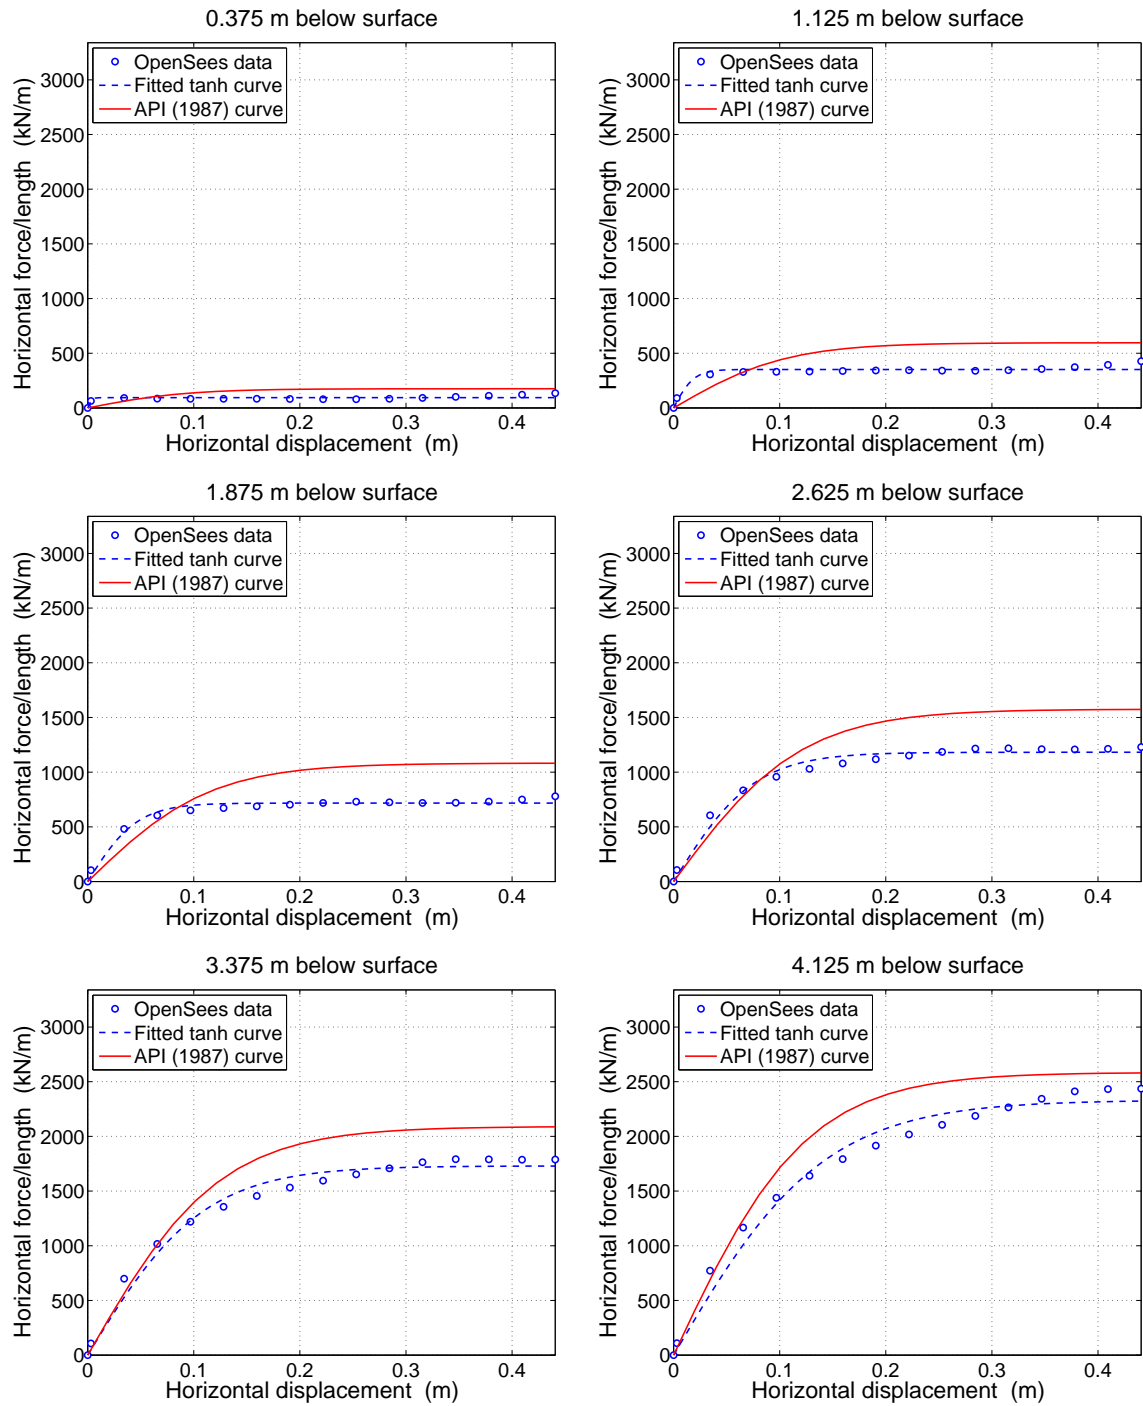 0.375 m below surface
3000
2500
2000
1500
1000
500
0
Horizontal force/length (kN/m)
OpenSees data
Fitted tanh curve
API (1987) curve
0 0.1 0.2 0.3 0.4
Horizontal displacement (m)
1.125 m below surface
3000
2500
2000
1500
1000
500
0
Horizontal force/length (kN/m)
OpenSees data
Fitted tanh curve
API (1987) curve
0 0.1 0.2 0.3 0.4
Horizontal displacement (m)
1.875 m below surface
3000
2500
2000
1500
1000
500
0
Horizontal force/length (kN/m)
OpenSees data
Fitted tanh curve
API (1987) curve
0 0.1 0.2 0.3 0.4
Horizontal displacement (m)
2.625 m below surface
3000
2500
2000
1500
1000
500
0
Horizontal force/length (kN/m)
OpenSees data
Fitted tanh curve
API (1987) curve
0 0.1 0.2 0.3 0.4
Horizontal displacement (m)
3.375 m below surface
3000
2500
2000
1500
1000
500
0
Horizontal force/length (kN/m)
OpenSees data
Fitted tanh curve
API (1987) curve
0 0.1 0.2 0.3 0.4
Horizontal displacement (m)
4.125 m below surface
3000
2500
2000
1500
1000
500
0
Horizontal force/length (kN/m)
OpenSees data
Fitted tanh curve
API (1987) curve
0 0.1 0.2 0.3 0.4
Horizontal displacement (m)